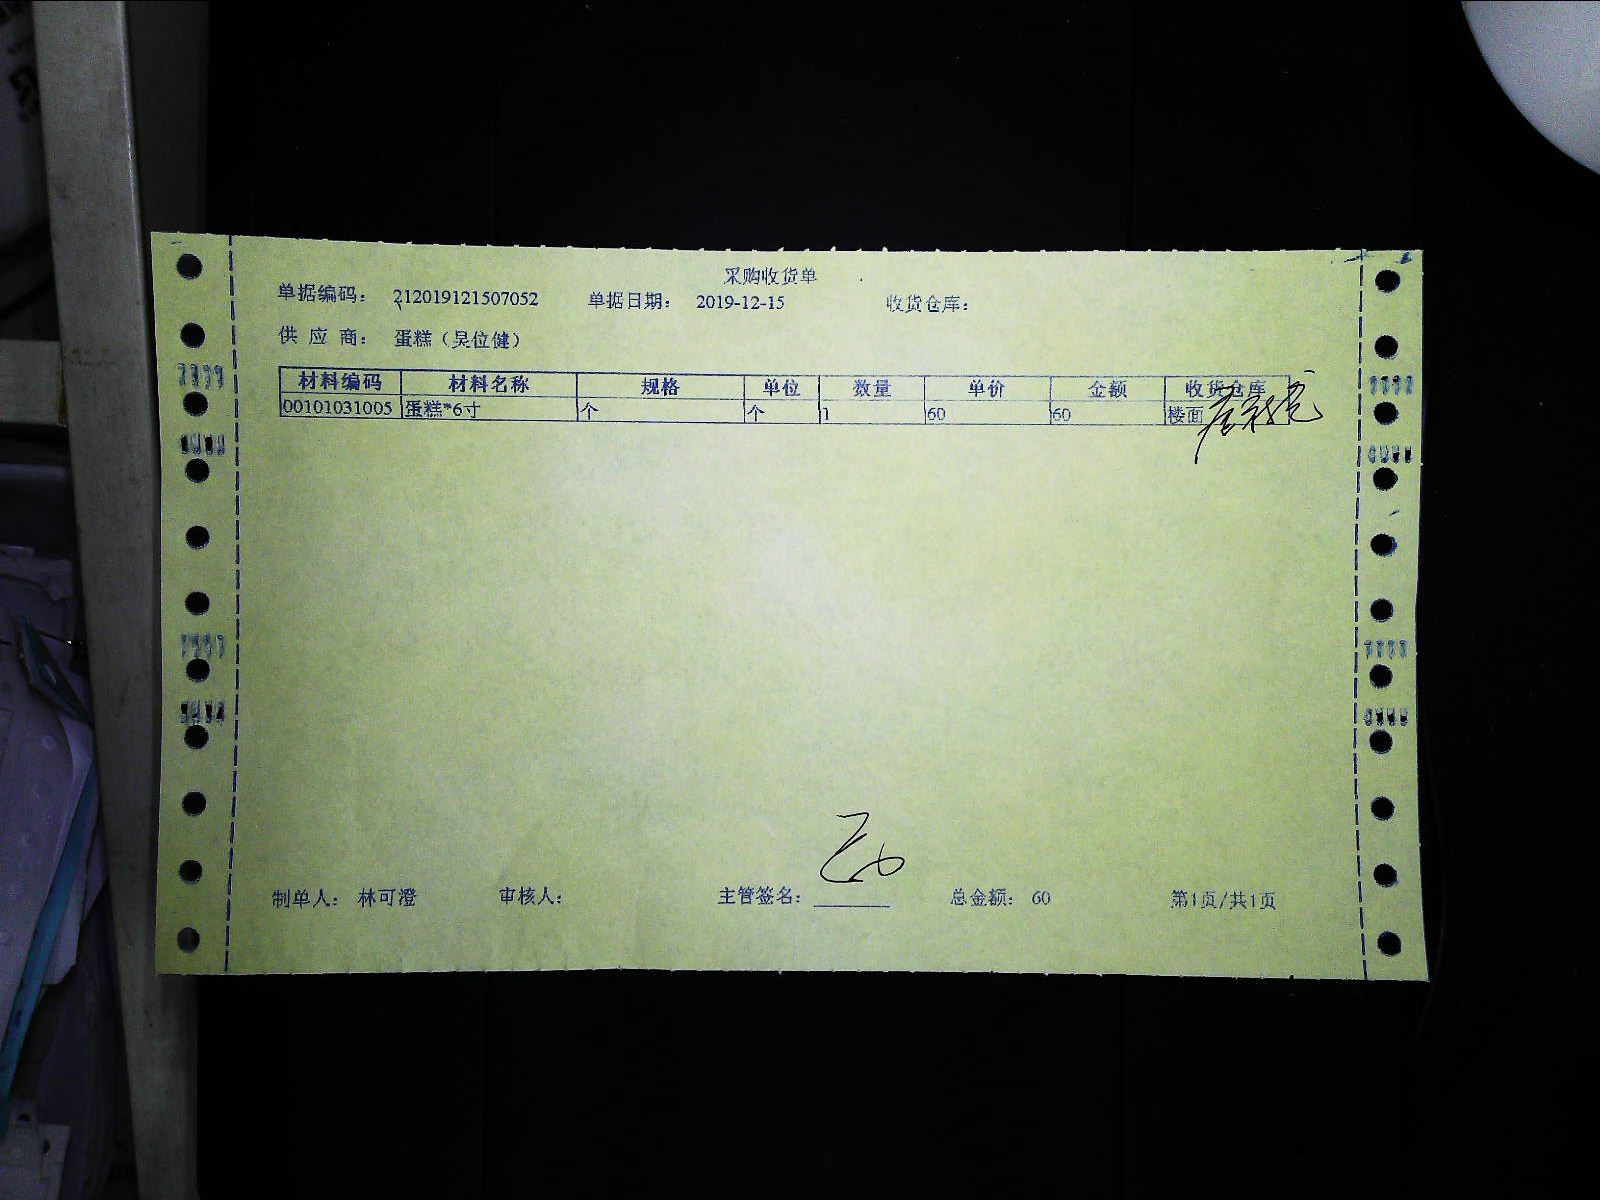 采购收货单
单据编码： 212019121507052 单据日期： 2019-12-15 收货仓库：
供 应 商： 蛋糕（吴位健）
材料编码 材料名称 规格 单位 数量 单价 金额 收货仓库
00101031005 蛋糕*6寸 个 个 1 60 60 楼面
制单人： 林可澄 审核人： 主管签名： 总金额： 60 第1页/共1页